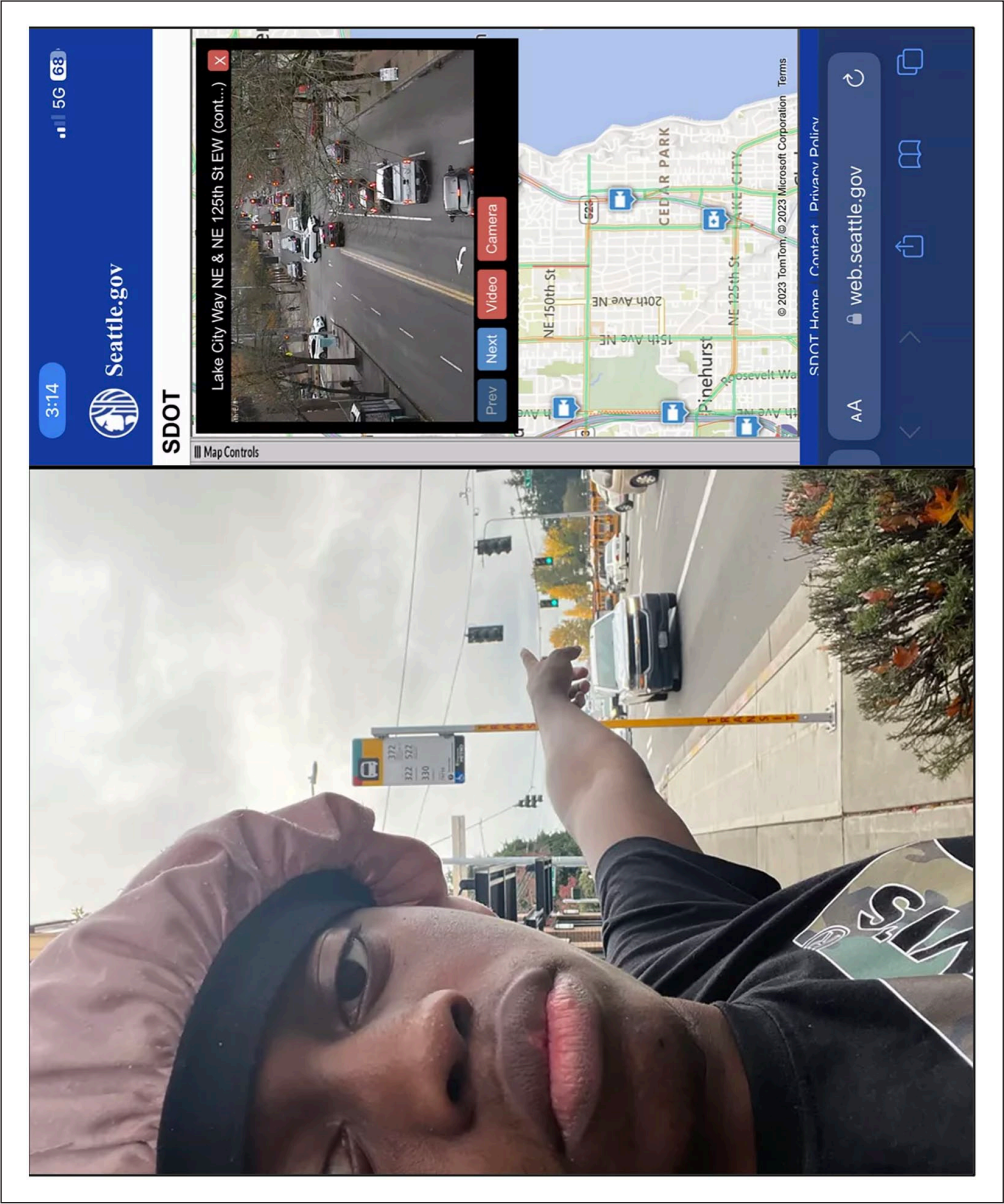 3:14
5G 68
Seattle.gov
SDOT
Lake City Way NE & NE 125th St EW (cont...) X
Prev Next Video Camera
Map Controls
523
NE 150th St
CEDAR PARK
20th Ave NE
15th Ave NE
LAKE CITY
NE 125th St
Pinehurst
Roosevelt Wa
© 2023 TomTom, © 2023 Microsoft Corporation Terms
SDOT Home Contact Privacy Policy
AA web.seattle.gov
372
322 522
330
TRANSIT
TRANSIT